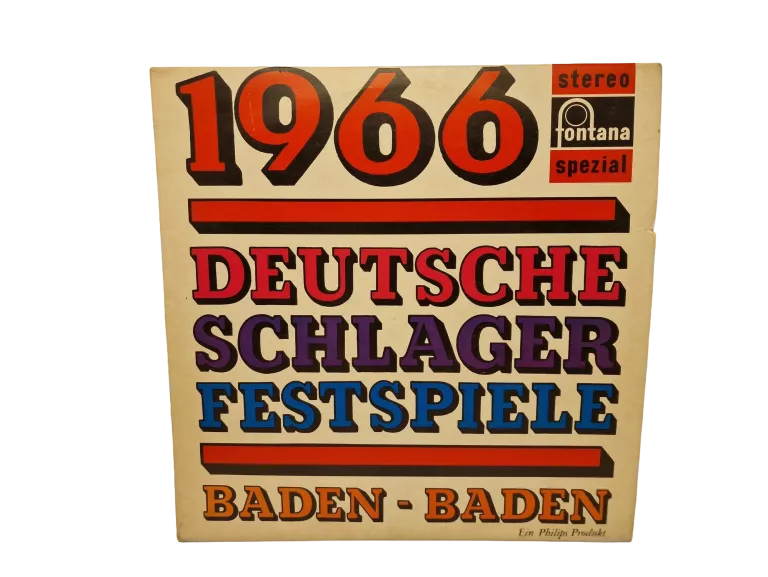 1966
stereo
fontana
spezial
DEUTSCHE
SCHLAGER
FESTSPIELE
BADEN - BADEN
Ein Philips Produkt